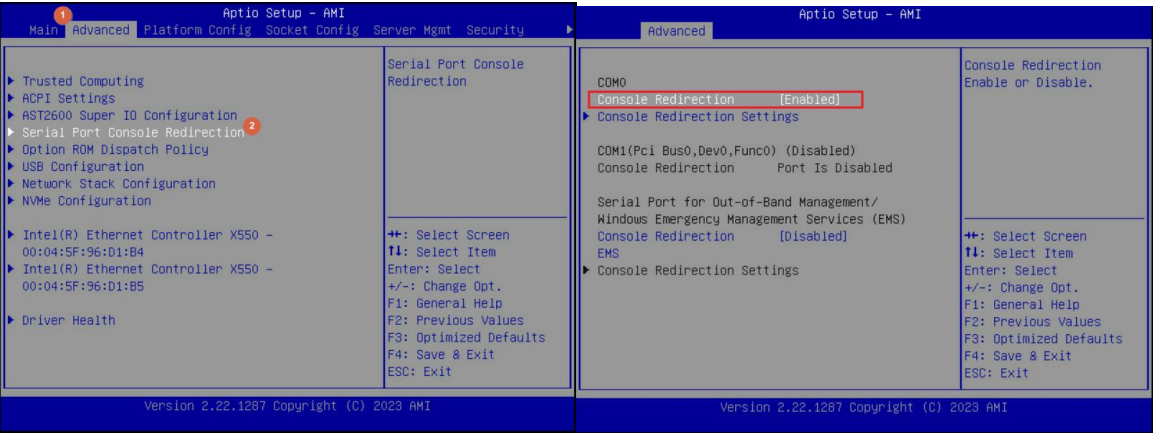 Aptio Setup - AMI
1
Main Advanced Platform Config Socket Config Server Mgmt Security
Trusted Computing
ACPI Settings
AST2600 Super IO Configuration
Serial Port Console Redirection 2
Option ROM Dispatch Policy
USB Configuration
Network Stack Configuration
NVMe Configuration
Intel(R) Ethernet Controller X550 -
00:04:5F:96:D1:B4
Intel(R) Ethernet Controller X550 -
00:04:5F:96:D1:B5
Driver Health
Serial Port Console
Redirection
→←: Select Screen
↑↓: Select Item
Enter: Select
+/-: Change Opt.
F1: General Help
F2: Previous Values
F3: Optimized Defaults
F4: Save & Exit
ESC: Exit
Version 2.22.1287 Copyright (C) 2023 AMI
Aptio Setup - AMI
Advanced
COM0
Console Redirection [Enabled]
Console Redirection Settings
COM1(Pci Bus0,Dev0,Func0) (Disabled)
Console Redirection Port Is Disabled
Serial Port for Out-of-Band Management/
Windows Emergency Management Services (EMS)
Console Redirection [Disabled]
EMS
Console Redirection Settings
Console Redirection
Enable or Disable.
→←: Select Screen
↑↓: Select Item
Enter: Select
+/-: Change Opt.
F1: General Help
F2: Previous Values
F3: Optimized Defaults
F4: Save & Exit
ESC: Exit
Version 2.22.1287 Copyright (C) 2023 AMI